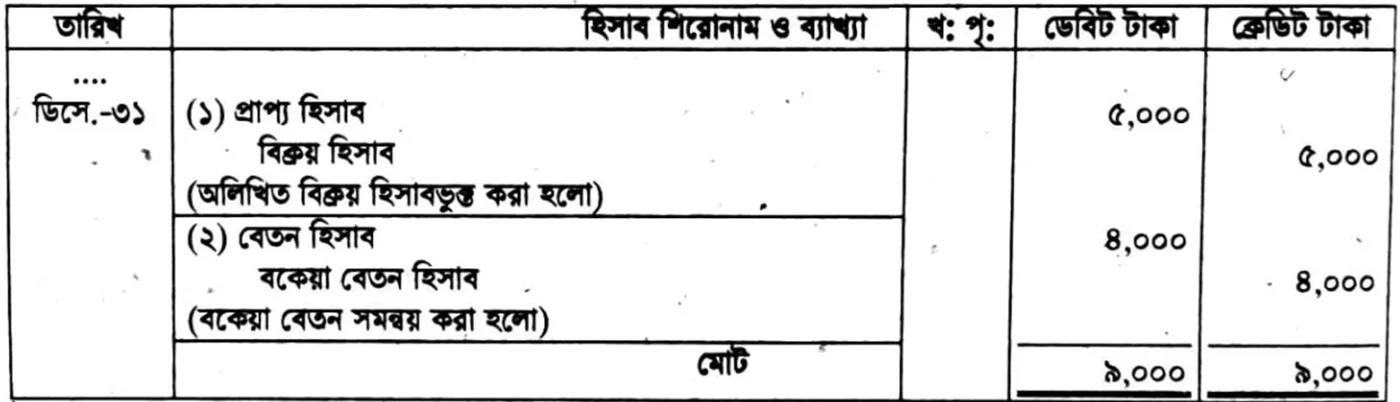 তারিখ হিসাব শিরোনাম ও ব্যাখ্যা খ: পৃ: ডেবিট টাকা ক্রেডিট টাকা
....
ডিসে.-৩১ (১) প্রাপ্য হিসাব ৫,০০০
বিক্রয় হিসাব ৫,০০০
(অলিখিত বিক্রয় হিসাবভুক্ত করা হলো)
(২) বেতন হিসাব ৪,০০০
বকেয়া বেতন হিসাব ৪,০০০
(বকেয়া বেতন সমন্বয় করা হলো)
মোট ৯,০০০ ৯,০০০